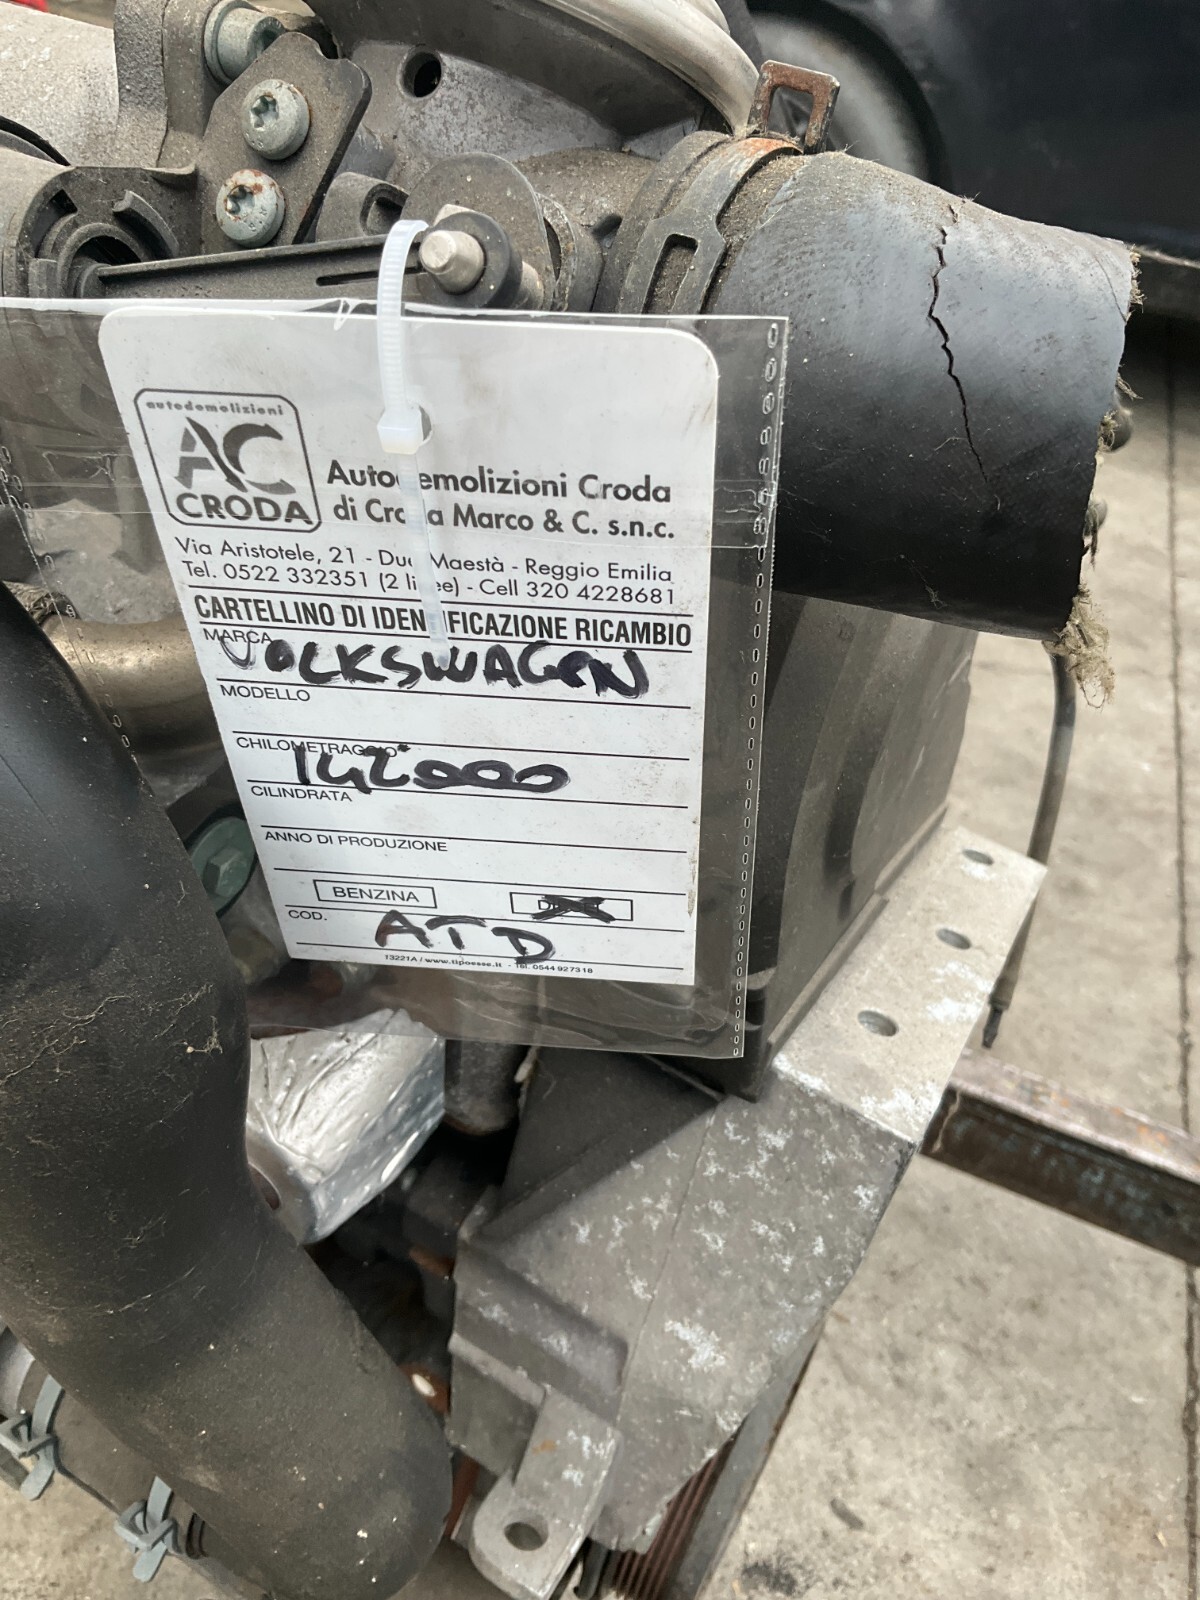 autodemolizioni
AC
CRODA
Autodemolizioni Croda
di Croda Marco & C. s.n.c.
Via Aristotele, 21 - Due Maestà - Reggio Emilia
Tel. 0522 332351 (2 linee) - Cell 320 4228681
CARTELLINO DI IDENTIFICAZIONE RICAMBIO
MARCA
VOLKSWAGEN
MODELLO
CHILOMETRAGGIO*
142000
CILINDRATA
ANNO DI PRODUZIONE
BENZINA DIESEL
COD.
ATD
13221A / www.tipoesse.it - Tel. 0544 927318